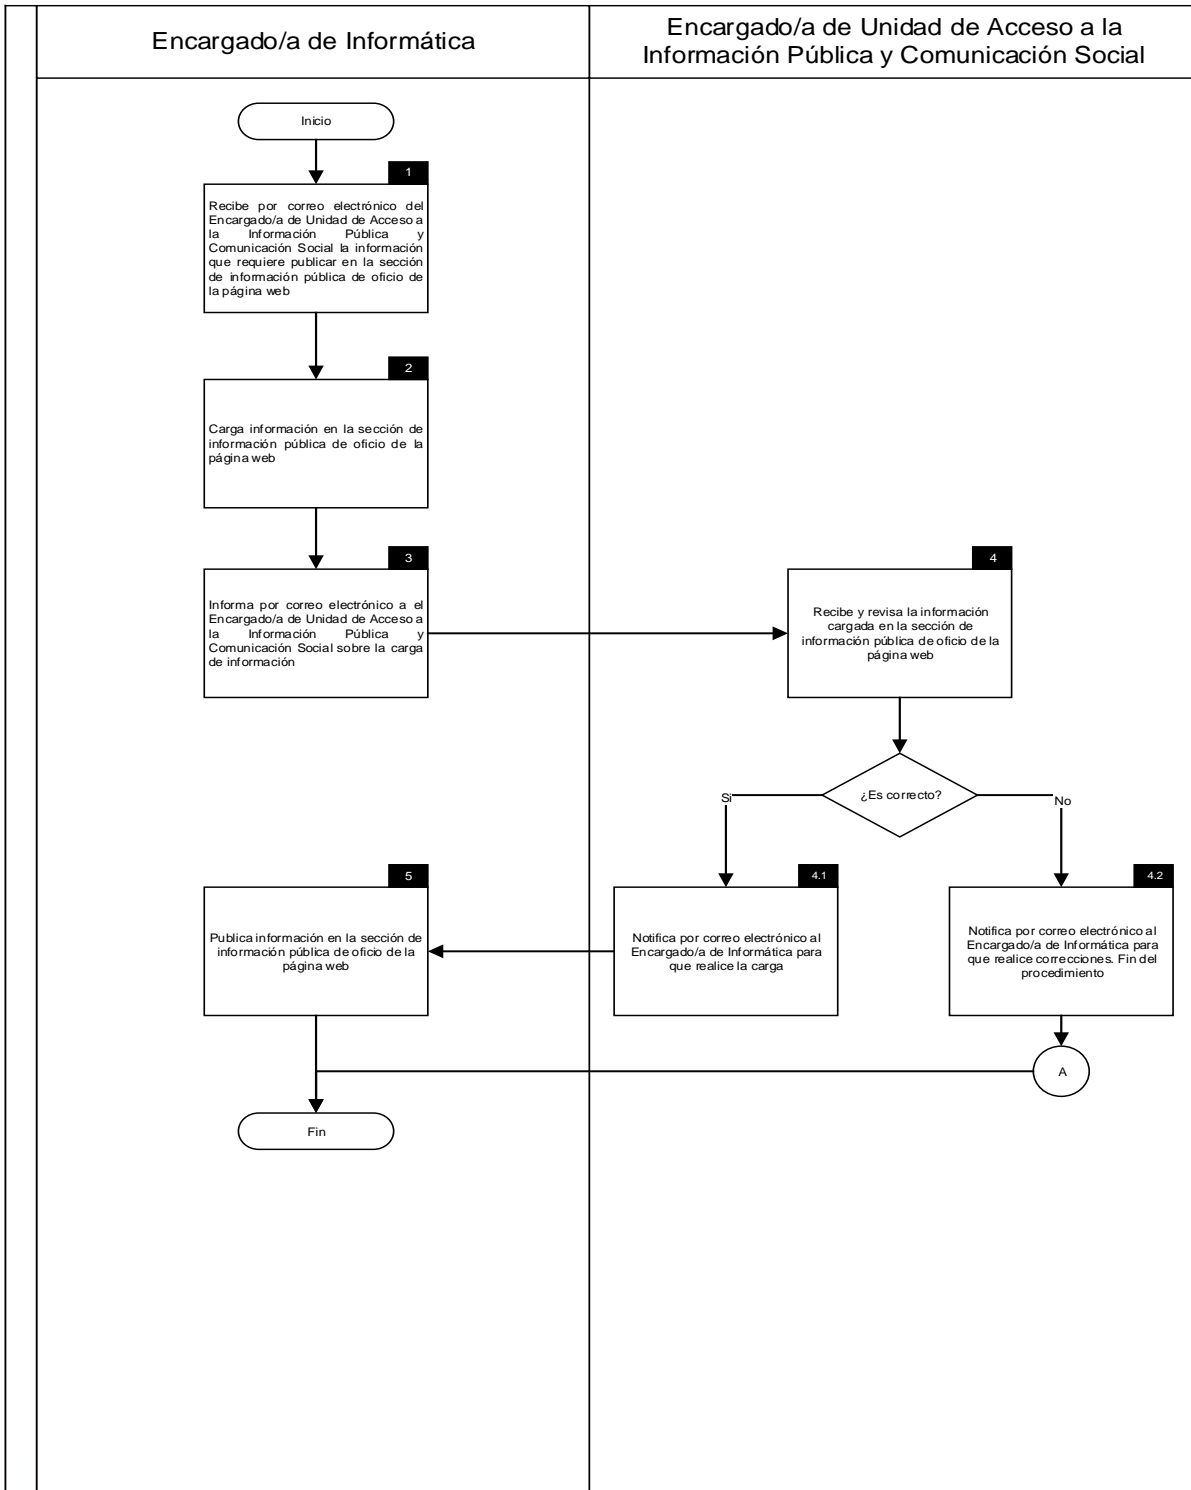 Encargado/a de Informática
Encargado/a de Unidad de Acceso a la
Información Pública y Comunicación Social
Inicio
1
Recibe por correo electrónico del
Encargado/a de Unidad de Acceso a
la Información Pública y
Comunicación Social la información
que requiere publicar en la sección
de información pública de oficio de
la página web
2
Carga información en la sección de
información pública de oficio de la
página web
3
Informa por correo electrónico a el
Encargado/a de Unidad de Acceso a
la Información Pública y
Comunicación Social sobre la carga
de información
4
Recibe y revisa la información
cargada en la sección de
información pública de oficio de la
página web
¿Es correcto?
Si
No
4.1
Notifica por correo electrónico al
Encargado/a de Informática para
que realice la carga
4.2
Notifica por correo electrónico al
Encargado/a de Informática para
que realice correcciones. Fin del
procedimiento
5
Publica información en la sección de
información pública de oficio de la
página web
A
Fin